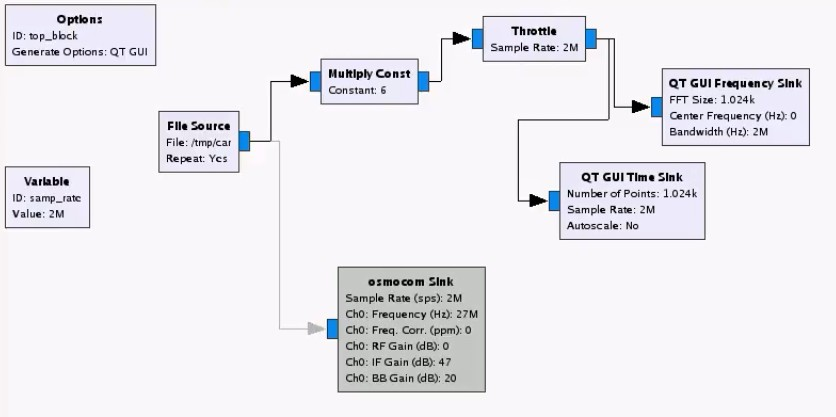 Options
ID: top_block
Generate Options: QT GUI
Throttle
Sample Rate: 2M
Multiply Const
Constant: 6
QT GUI Frequency Sink
FFT Size: 1.024k
Center Frequency (Hz): 0
Bandwidth (Hz): 2M
File Source
File: /tmp/car
Repeat: Yes
Variable
ID: samp_rate
Value: 2M
QT GUI Time Sink
Number of Points: 1.024k
Sample Rate: 2M
Autoscale: No
osmocom Sink
Sample Rate (sps): 2M
Ch0: Frequency (Hz): 27M
Ch0: Freq. Corr. (ppm): 0
Ch0: RF Gain (dB): 0
Ch0: IF Gain (dB): 47
Ch0: BB Gain (dB): 20